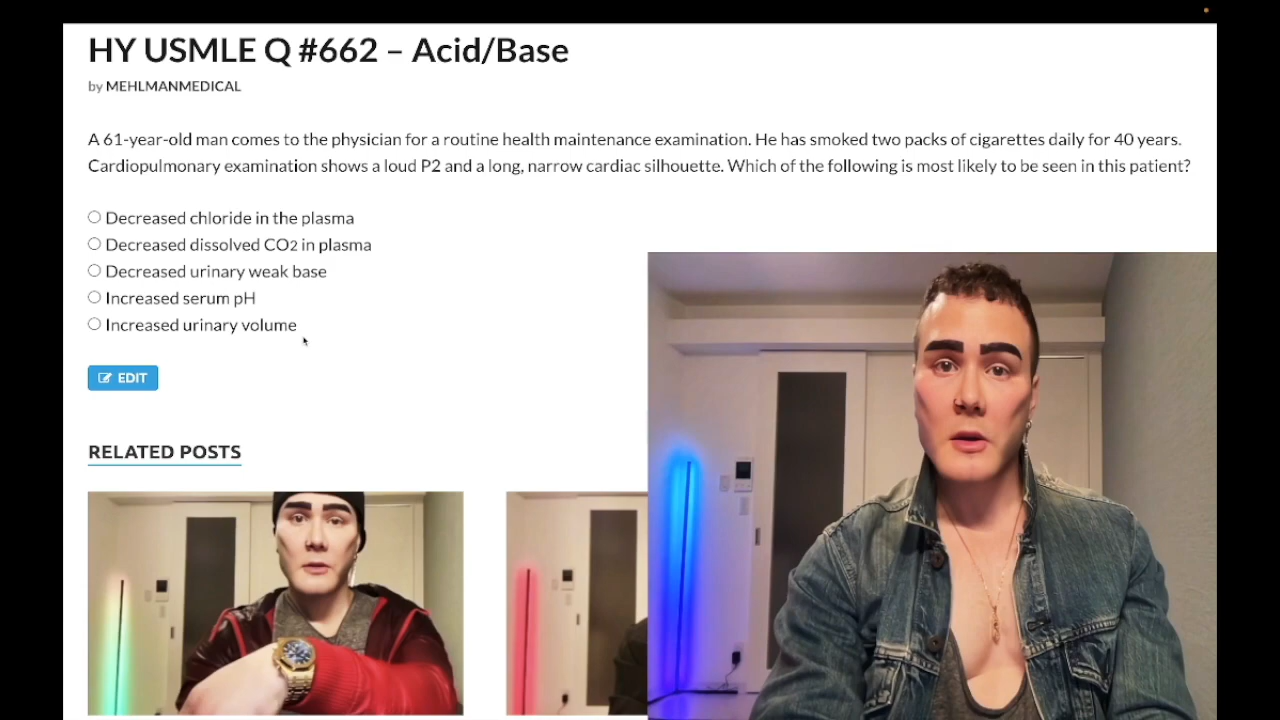 HY USMLE Q #662 – Acid/Base
by MEHLMANMEDICAL
A 61-year-old man comes to the physician for a routine health maintenance examination. He has smoked two packs of cigarettes daily for 40 years.
Cardiopulmonary examination shows a loud P2 and a long, narrow cardiac silhouette. Which of the following is most likely to be seen in this patient?
Decreased chloride in the plasma
Decreased dissolved CO2 in plasma
Decreased urinary weak base
Increased serum pH
Increased urinary volume
EDIT
RELATED POSTS